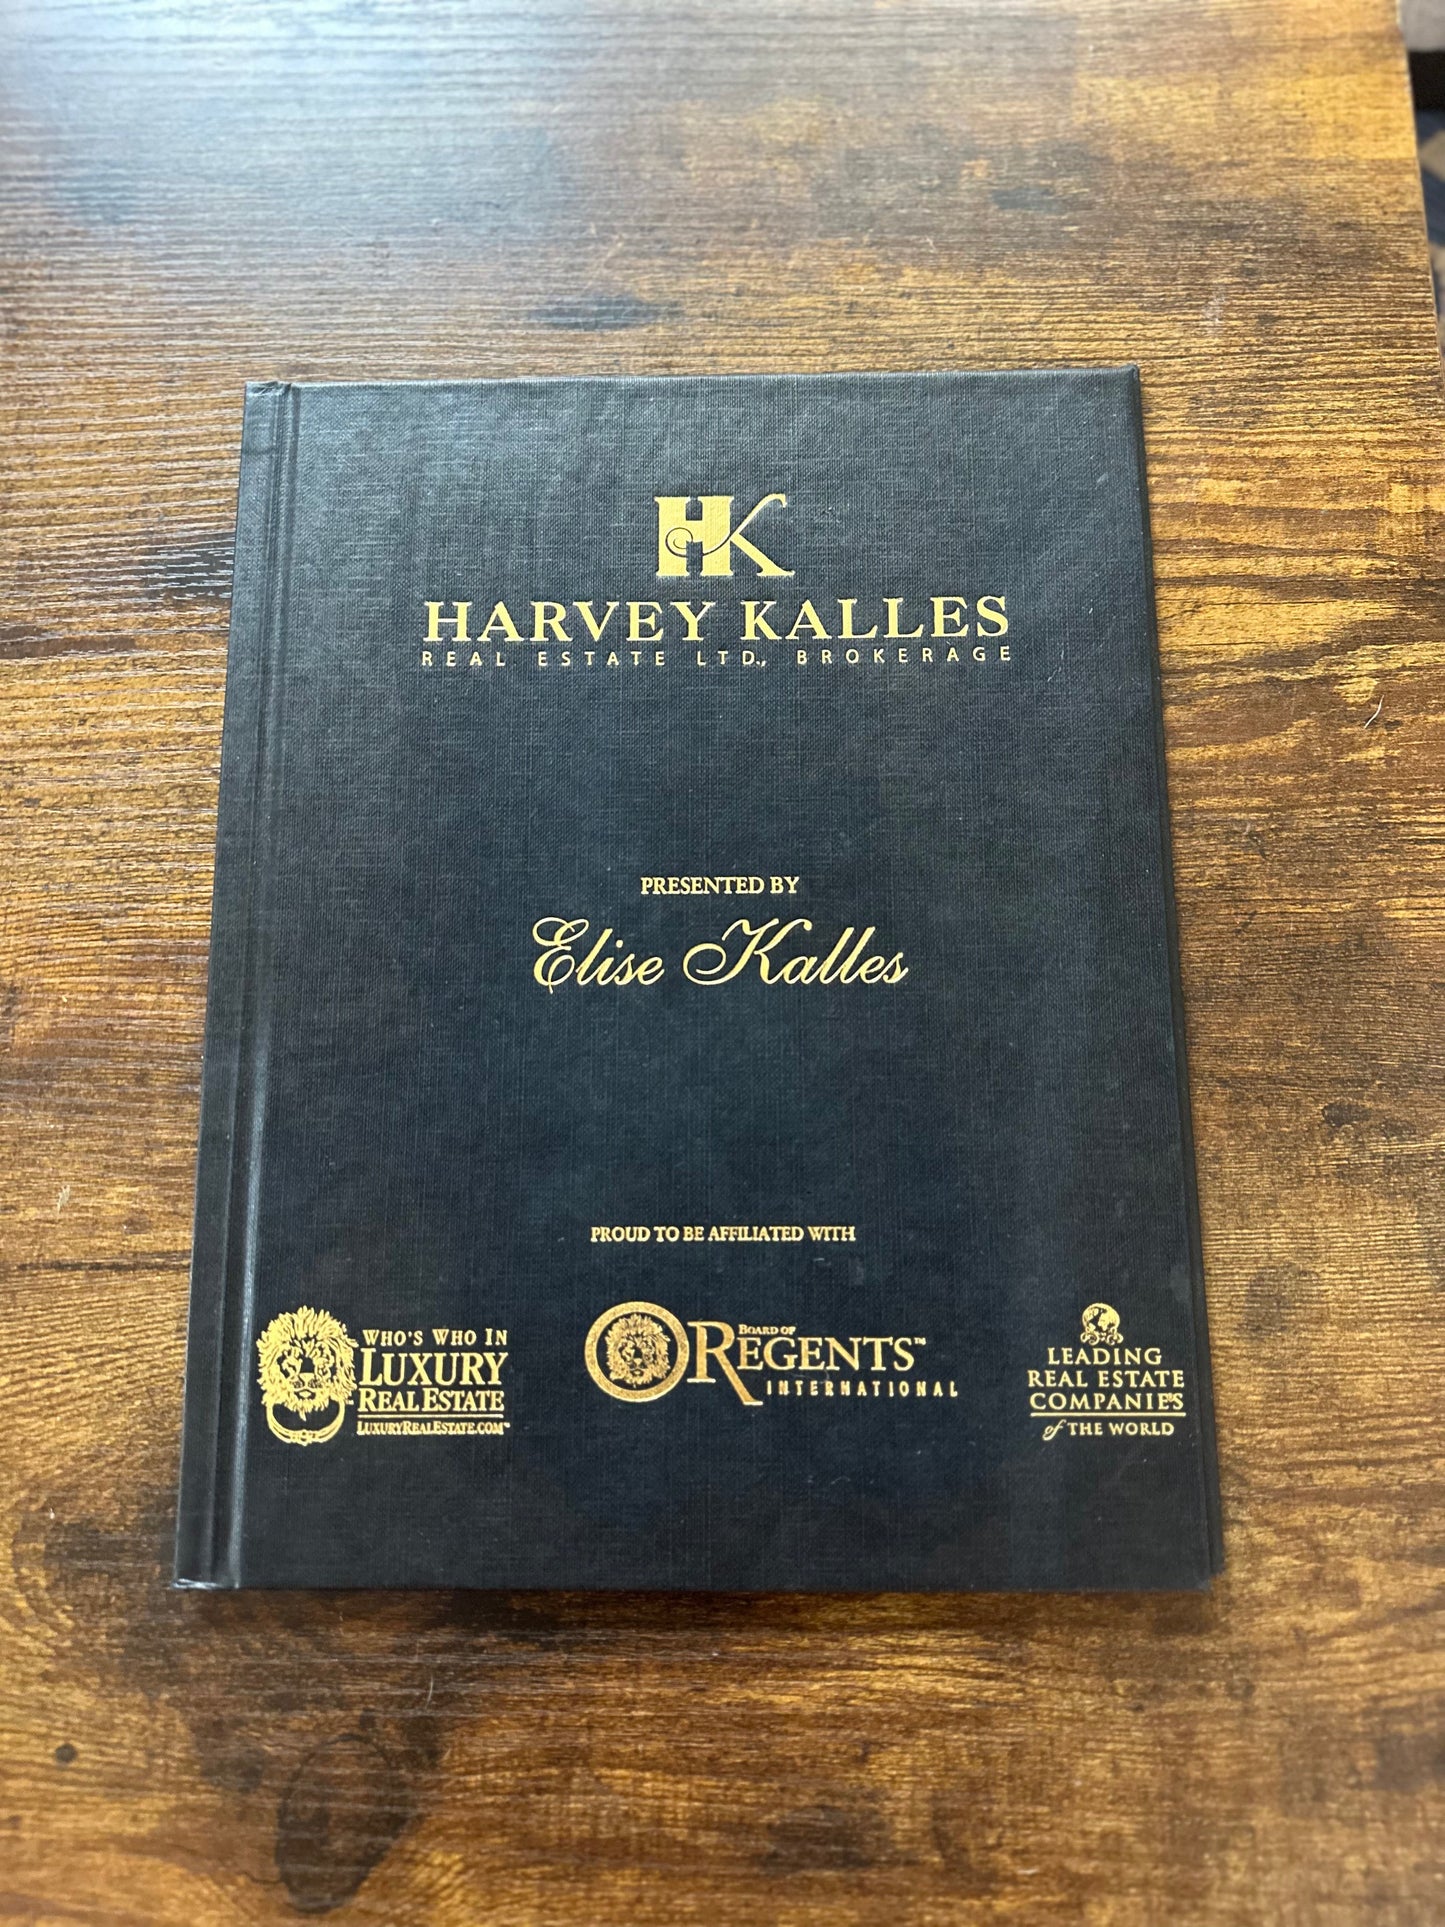 HK
HARVEY KALLES
REAL ESTATE LTD., BROKERAGE
PRESENTED BY
Elise Kalles
PROUD TO BE AFFILIATED WITH
WHO'S WHO IN
LUXURY
REAL ESTATE
LUXURYREALESTATE.COM™
BOARD OF
REGENTS™
INTERNATIONAL
LEADING
REAL ESTATE
COMPANIES
of THE WORLD